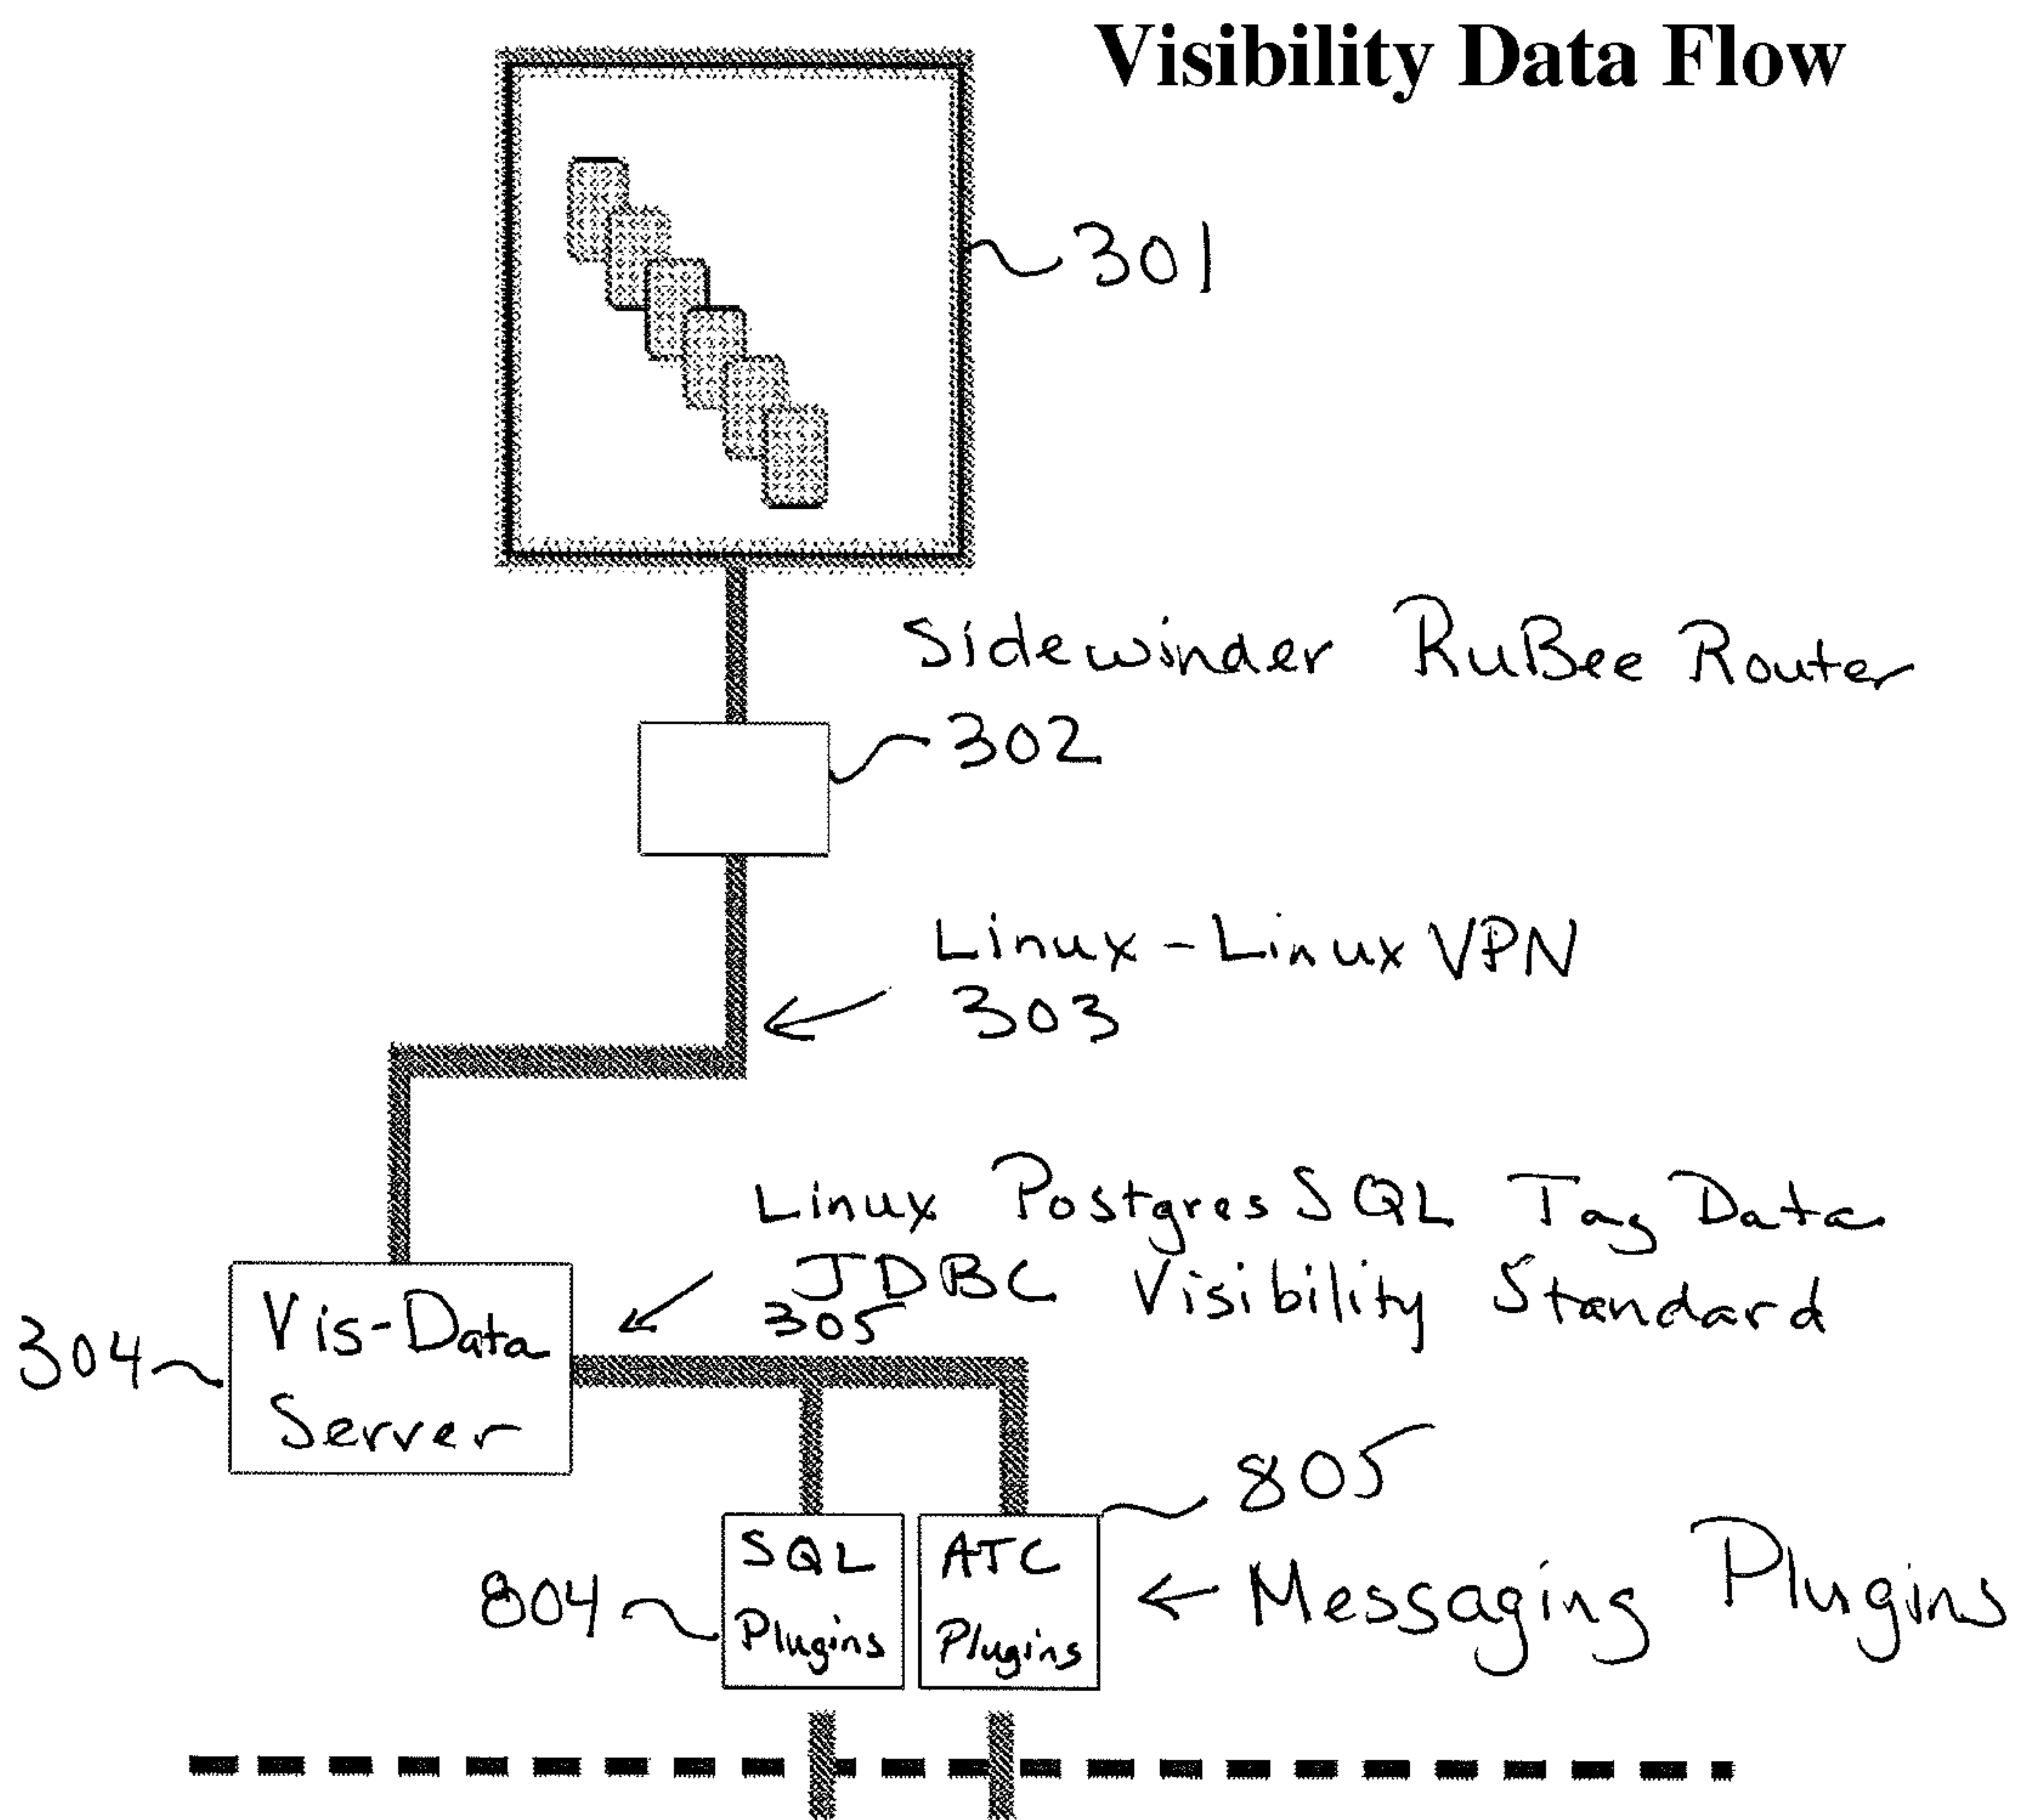 Visibility Data Flow
301
Sidewinder RuBee Router
302
Linux-Linux VPN
303
Linux PostgresSQL Tag Data
JDBC Visibility Standard
305
304
Vis-Data
Server
805
SQL
Plugins
ATC
Plugins
804
Messaging Plugins